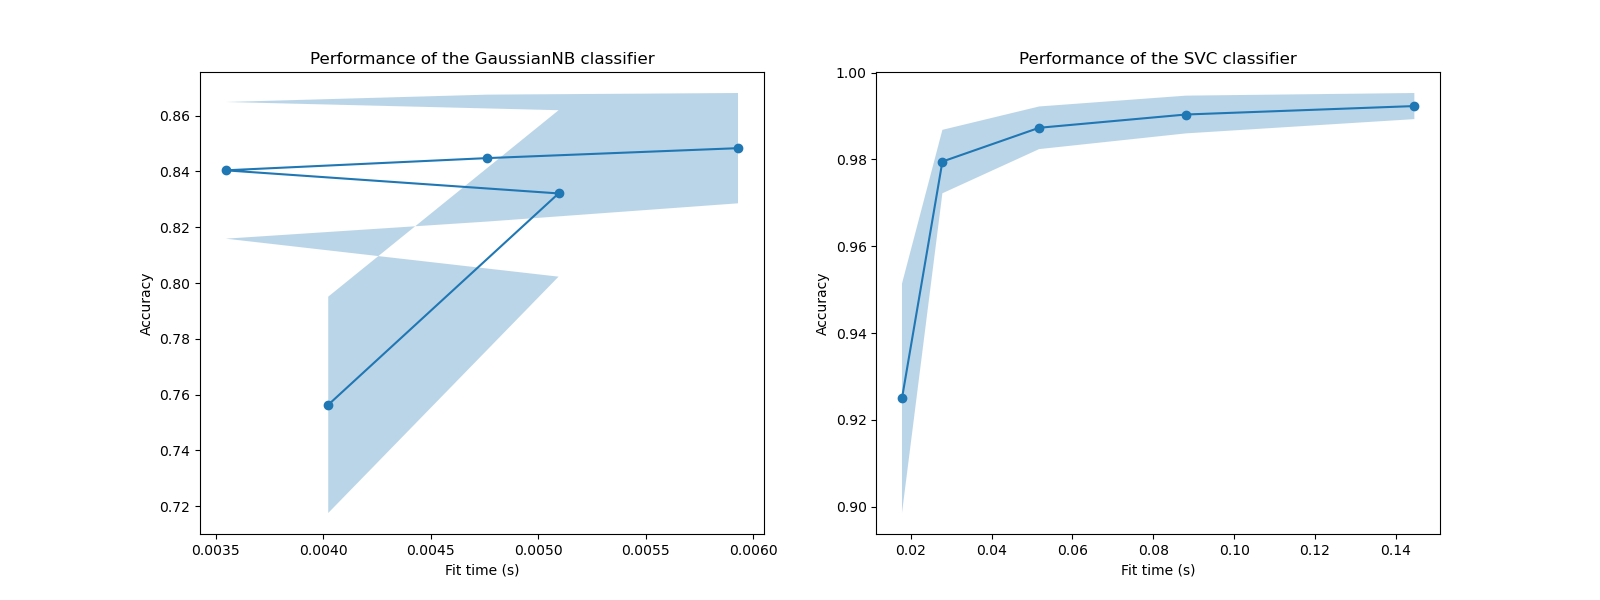 Performance of the GaussianNB classifier
Accuracy
0.86
0.84
0.82
0.80
0.78
0.76
0.74
0.72
0.0035 0.0040 0.0045 0.0050 0.0055 0.0060
Fit time (s)
Performance of the SVC classifier
Accuracy
1.00
0.98
0.96
0.94
0.92
0.90
0.02 0.04 0.06 0.08 0.10 0.12 0.14
Fit time (s)